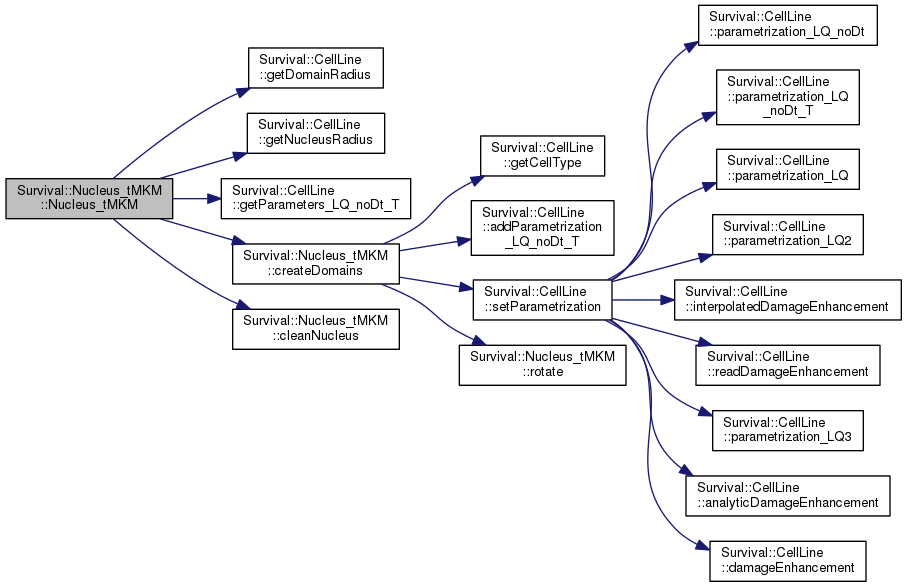 Survival::Nucleus_tMKM
::Nucleus_tMKM
Survival::CellLine
::getDomainRadius
Survival::CellLine
::getNucleusRadius
Survival::CellLine
::getParameters_LQ_noDt_T
Survival::Nucleus_tMKM
::createDomains
Survival::Nucleus_tMKM
::cleanNucleus
Survival::CellLine
::getCellType
Survival::CellLine
::addParametrization
_LQ_noDt_T
Survival::CellLine
::setParametrization
Survival::Nucleus_tMKM
::rotate
Survival::CellLine
::parametrization_LQ_noDt
Survival::CellLine
::parametrization_LQ
_noDt_T
Survival::CellLine
::parametrization_LQ
Survival::CellLine
::parametrization_LQ2
Survival::CellLine
::interpolatedDamageEnhancement
Survival::CellLine
::readDamageEnhancement
Survival::CellLine
::parametrization_LQ3
Survival::CellLine
::analyticDamageEnhancement
Survival::CellLine
::damageEnhancement